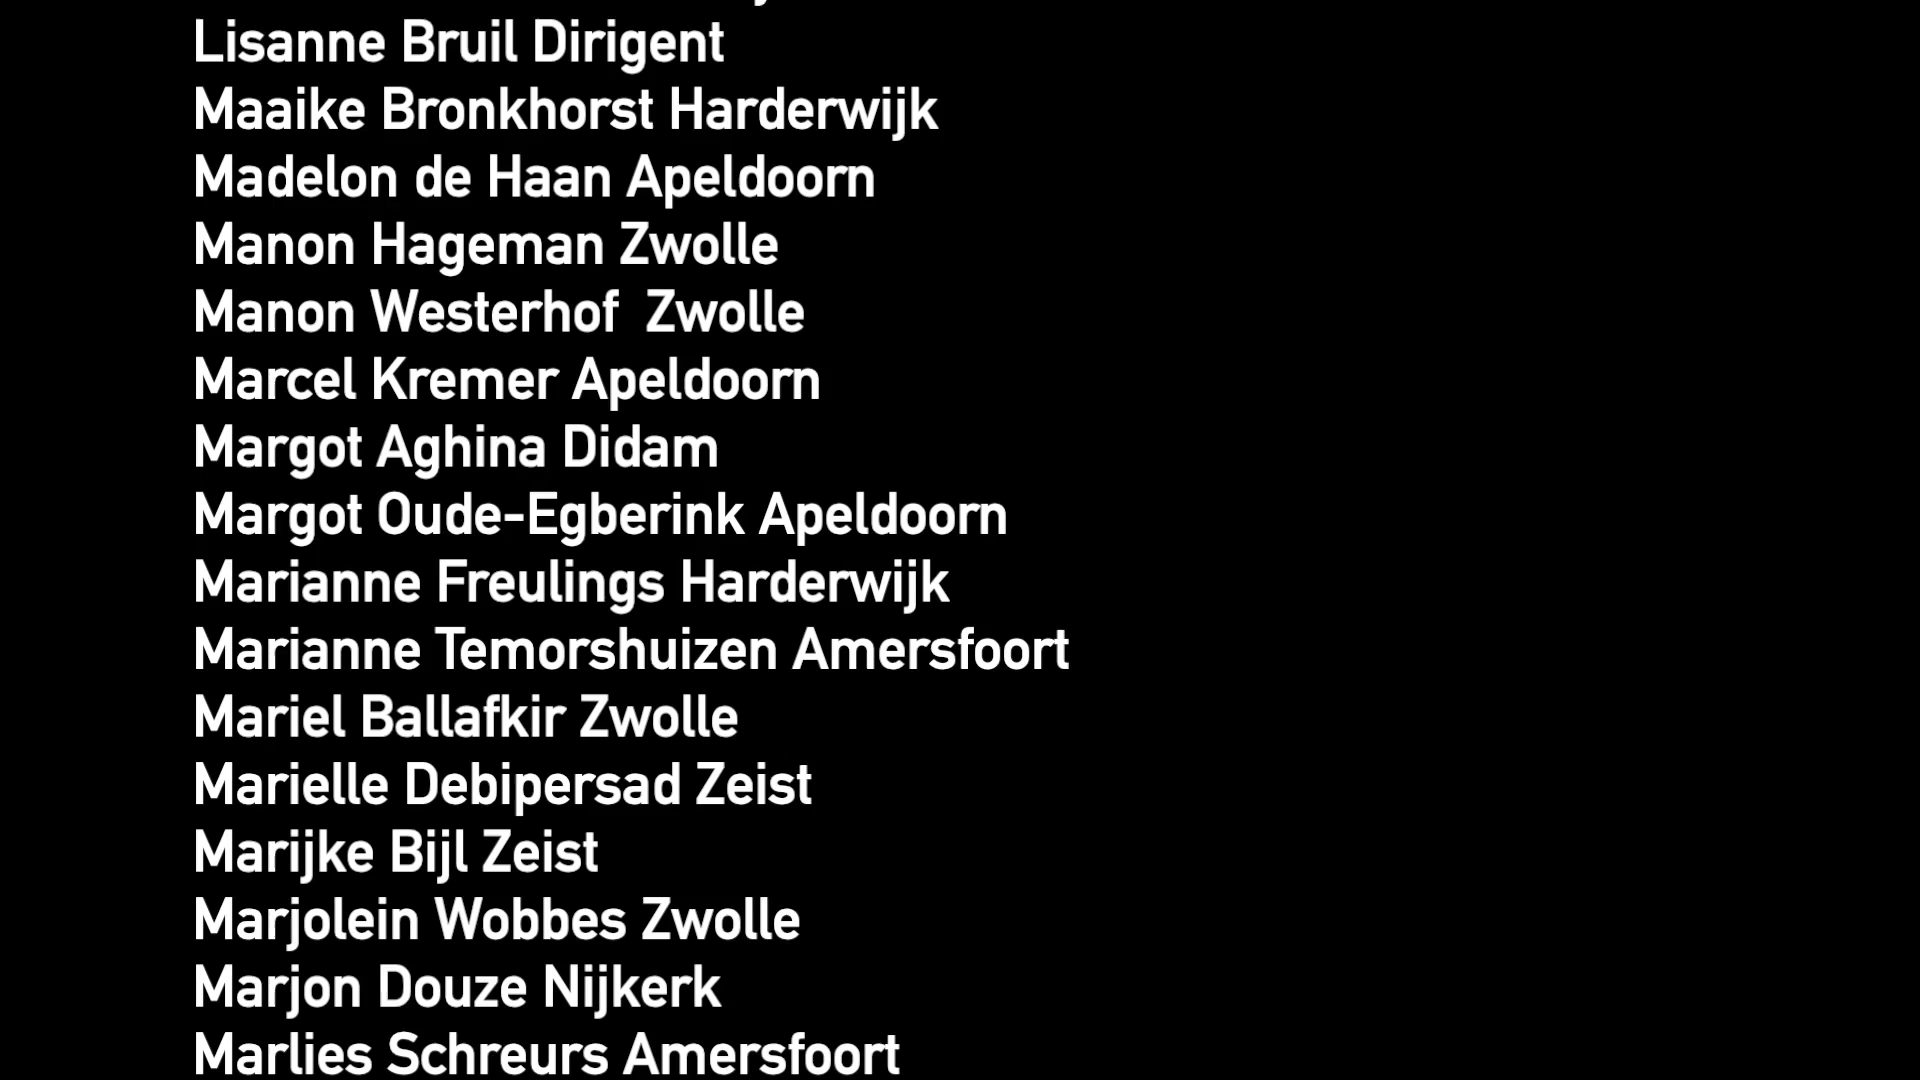 Lisanne Bruil Dirigent
Maaike Bronkhorst Harderwijk
Madelon de Haan Apeldoorn
Manon Hageman Zwolle
Manon Westerhof  Zwolle
Marcel Kremer Apeldoorn
Margot Aghina Didam
Margot Oude-Egberink Apeldoorn
Marianne Freulings Harderwijk
Marianne Temorshuizen Amersfoort
Mariel Ballafkir Zwolle
Marielle Debipersad Zeist
Marijke Bijl Zeist
Marjolein Wobbes Zwolle
Marjon Douze Nijkerk
Marlies Schreurs Amersfoort